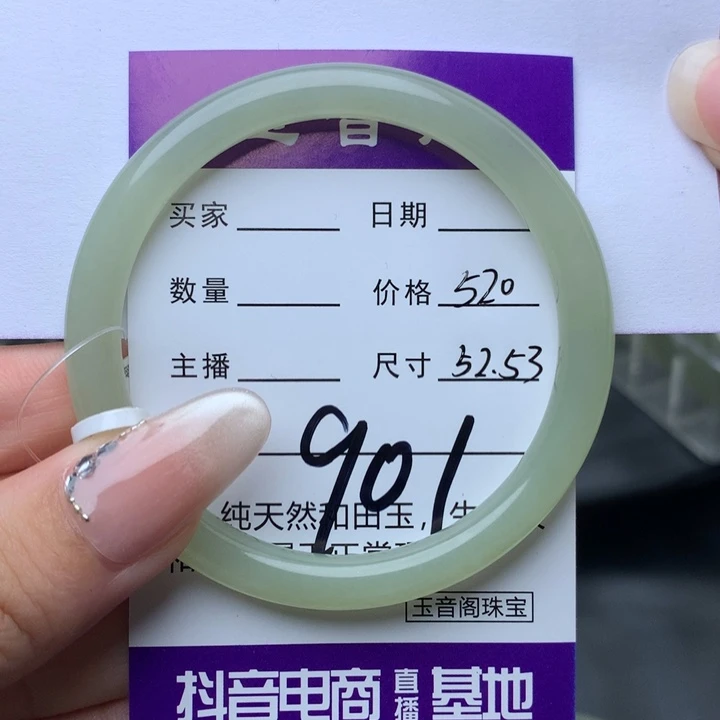 买家 日期
数量 价格 520
主播 尺寸 52.53
901
纯天然和田玉，生
玉音阁珠宝
抖音电商直播基地